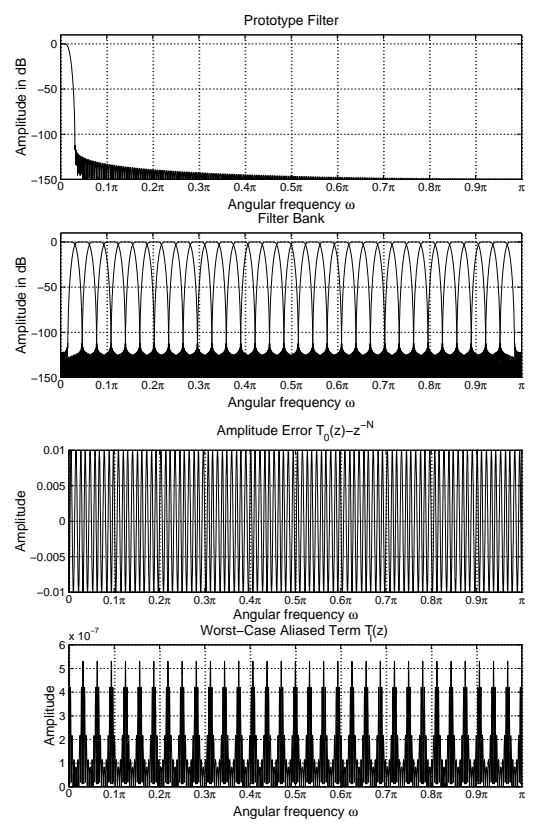 Prototype Filter
Amplitude in dB
0
−50
−100
−150
0 0.1π 0.2π 0.3π 0.4π 0.5π 0.6π 0.7π 0.8π 0.9π π
Angular frequency ω
Filter Bank
Amplitude in dB
0
−50
−100
−150
0 0.1π 0.2π 0.3π 0.4π 0.5π 0.6π 0.7π 0.8π 0.9π π
Angular frequency ω
Amplitude Error T₀(z)−z⁻ᴺ
Amplitude
0.01
0.005
0
−0.005
−0.01
0 0.1π 0.2π 0.3π 0.4π 0.5π 0.6π 0.7π 0.8π 0.9π π
Angular frequency ω
Worst−Case Aliased Term Tₗ(z)
x 10⁻⁷
Amplitude
6
5
4
3
2
1
0
0 0.1π 0.2π 0.3π 0.4π 0.5π 0.6π 0.7π 0.8π 0.9π π
Angular frequency ω